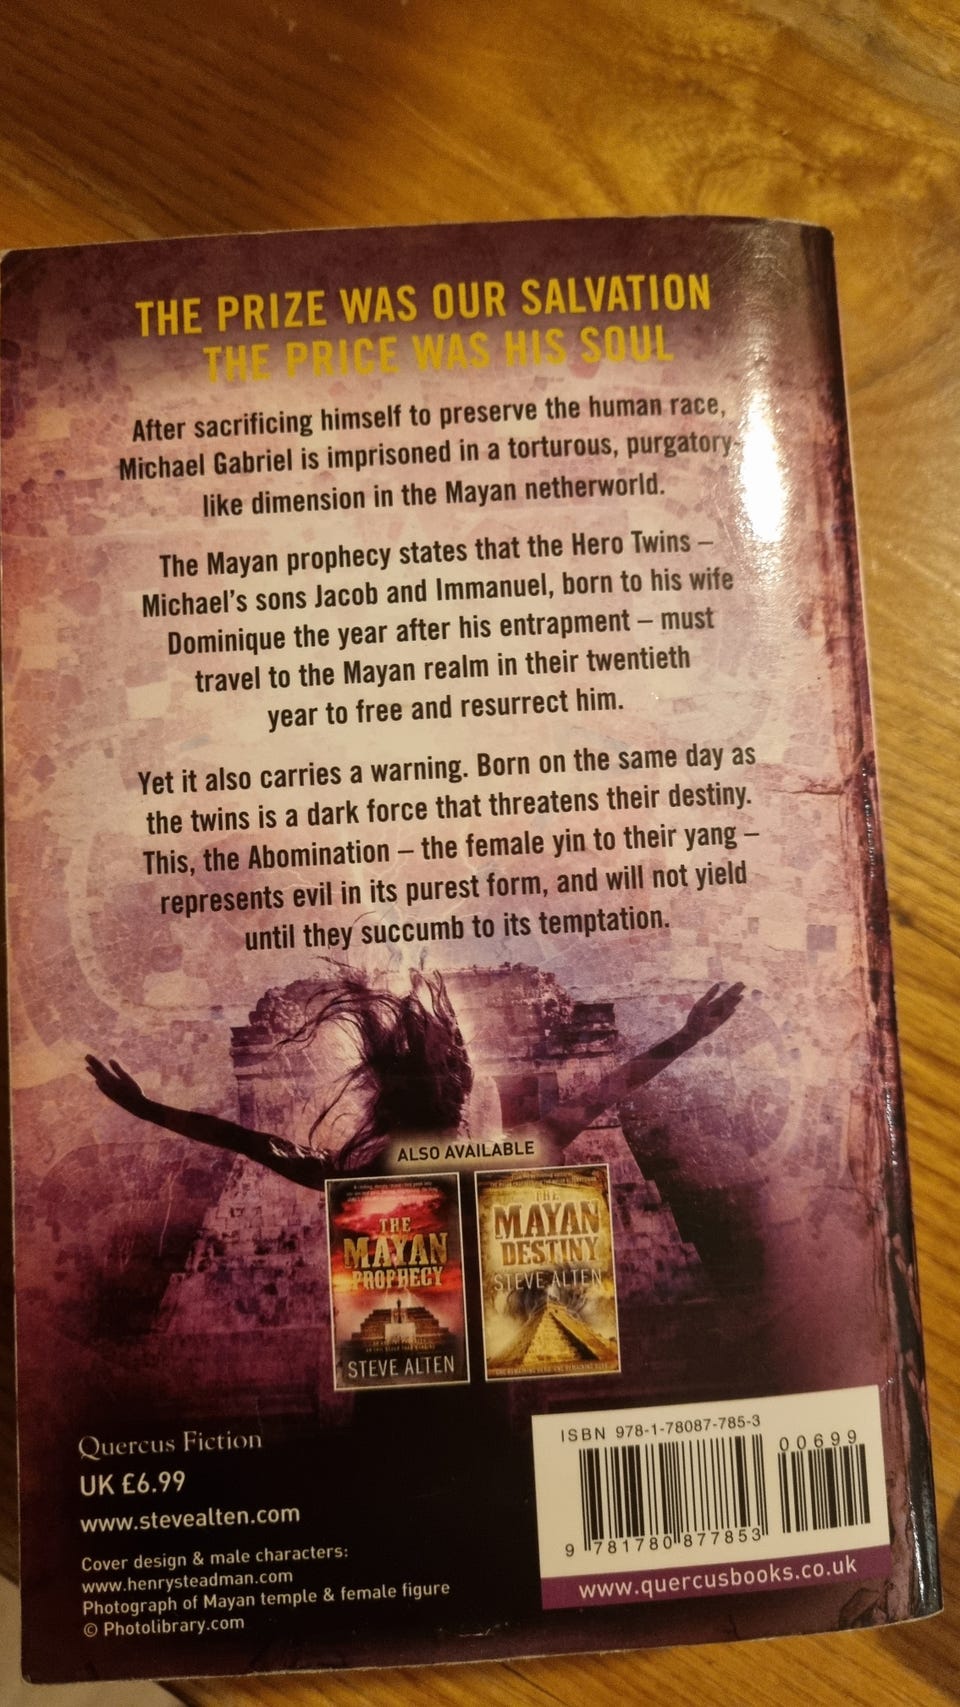 THE PRIZE WAS OUR SALVATION
THE PRICE WAS HIS SOUL
After sacrificing himself to preserve the human race,
Michael Gabriel is imprisoned in a torturous, purgatory-
like dimension in the Mayan netherworld.
The Mayan prophecy states that the Hero Twins –
Michael's sons Jacob and Immanuel, born to his wife
Dominique the year after his entrapment – must
travel to the Mayan realm in their twentieth
year to free and resurrect him.
Yet it also carries a warning. Born on the same day as
the twins is a dark force that threatens their destiny.
This, the Abomination – the female yin to their yang –
represents evil in its purest form, and will not yield
until they succumb to its temptation.
ALSO AVAILABLE
THE
MAYAN
PROPHECY
STEVE ALTEN
THE
MAYAN
DESTINY
STEVE ALTEN
Quercus Fiction
UK £6.99
www.stevealten.com
Cover design & male characters:
www.henrysteadman.com
Photograph of Mayan temple & female figure
© Photolibrary.com
ISBN 978-1-78087-785-3
00699
9 781780 877853
www.quercusbooks.co.uk